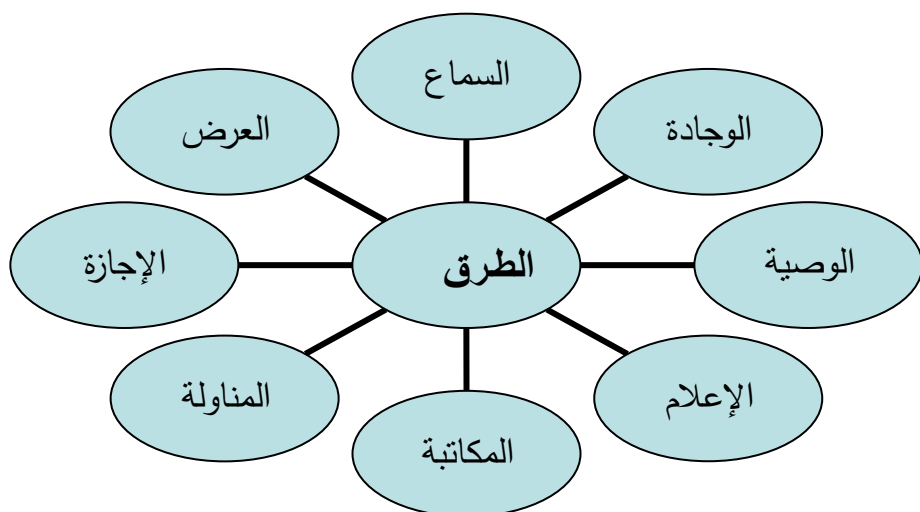 السماع
الوجادة
العرض
الوصية
الطرق
الإجازة
الإعلام
المناولة
المكاتبة